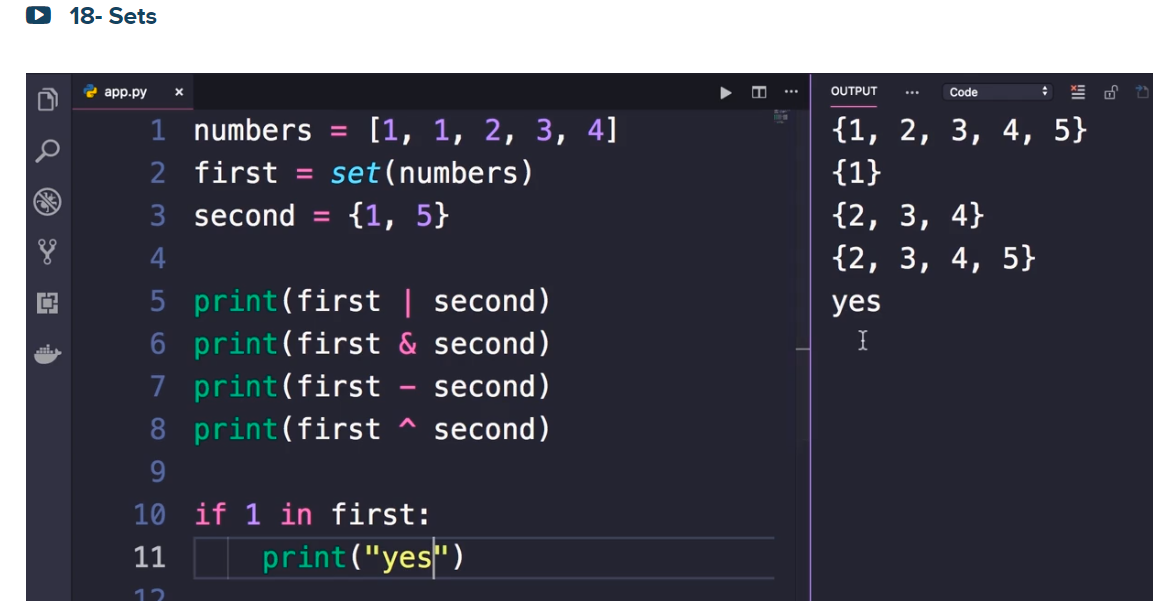 18- Sets
app.py ×
1 numbers = [1, 1, 2, 3, 4]
2 first = set(numbers)
3 second = {1, 5}
4
5 print(first | second)
6 print(first & second)
7 print(first - second)
8 print(first ^ second)
9
10 if 1 in first:
11 print("yes")
12
OUTPUT ... Code
{1, 2, 3, 4, 5}
{1}
{2, 3, 4}
{2, 3, 4, 5}
yes